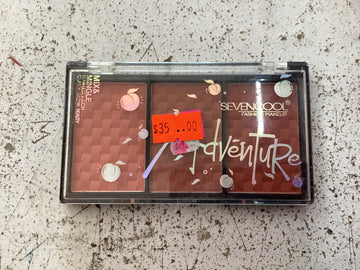 MIX&
MINGLE
SEVENCOOL
FASHION MAKEUP
$35 ..00
Adventure